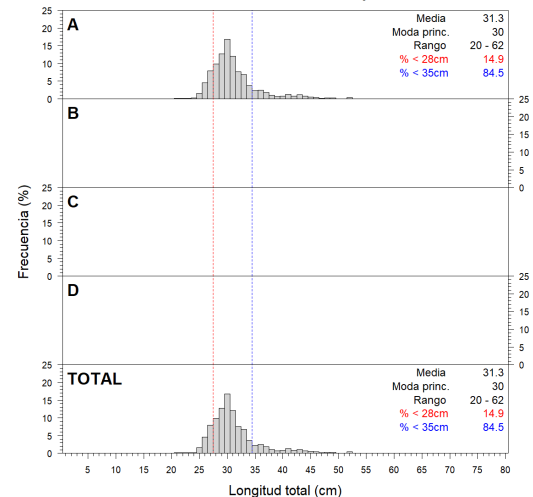 25
20
15
10
5
0
A
Media 31.3
Moda princ. 30
Rango 20 - 62
% < 28cm 14.9
% < 35cm 84.5
B
25
20
15
10
5
0
Frecuencia (%)
25
20
15
10
5
0
C
D
25
20
15
10
5
0
25
20
15
10
5
0
TOTAL
Media 31.3
Moda princ. 30
Rango 20 - 62
% < 28cm 14.9
% < 35cm 84.5
5 10 15 20 25 30 35 40 45 50 55 60 65 70 75 80
Longitud total (cm)